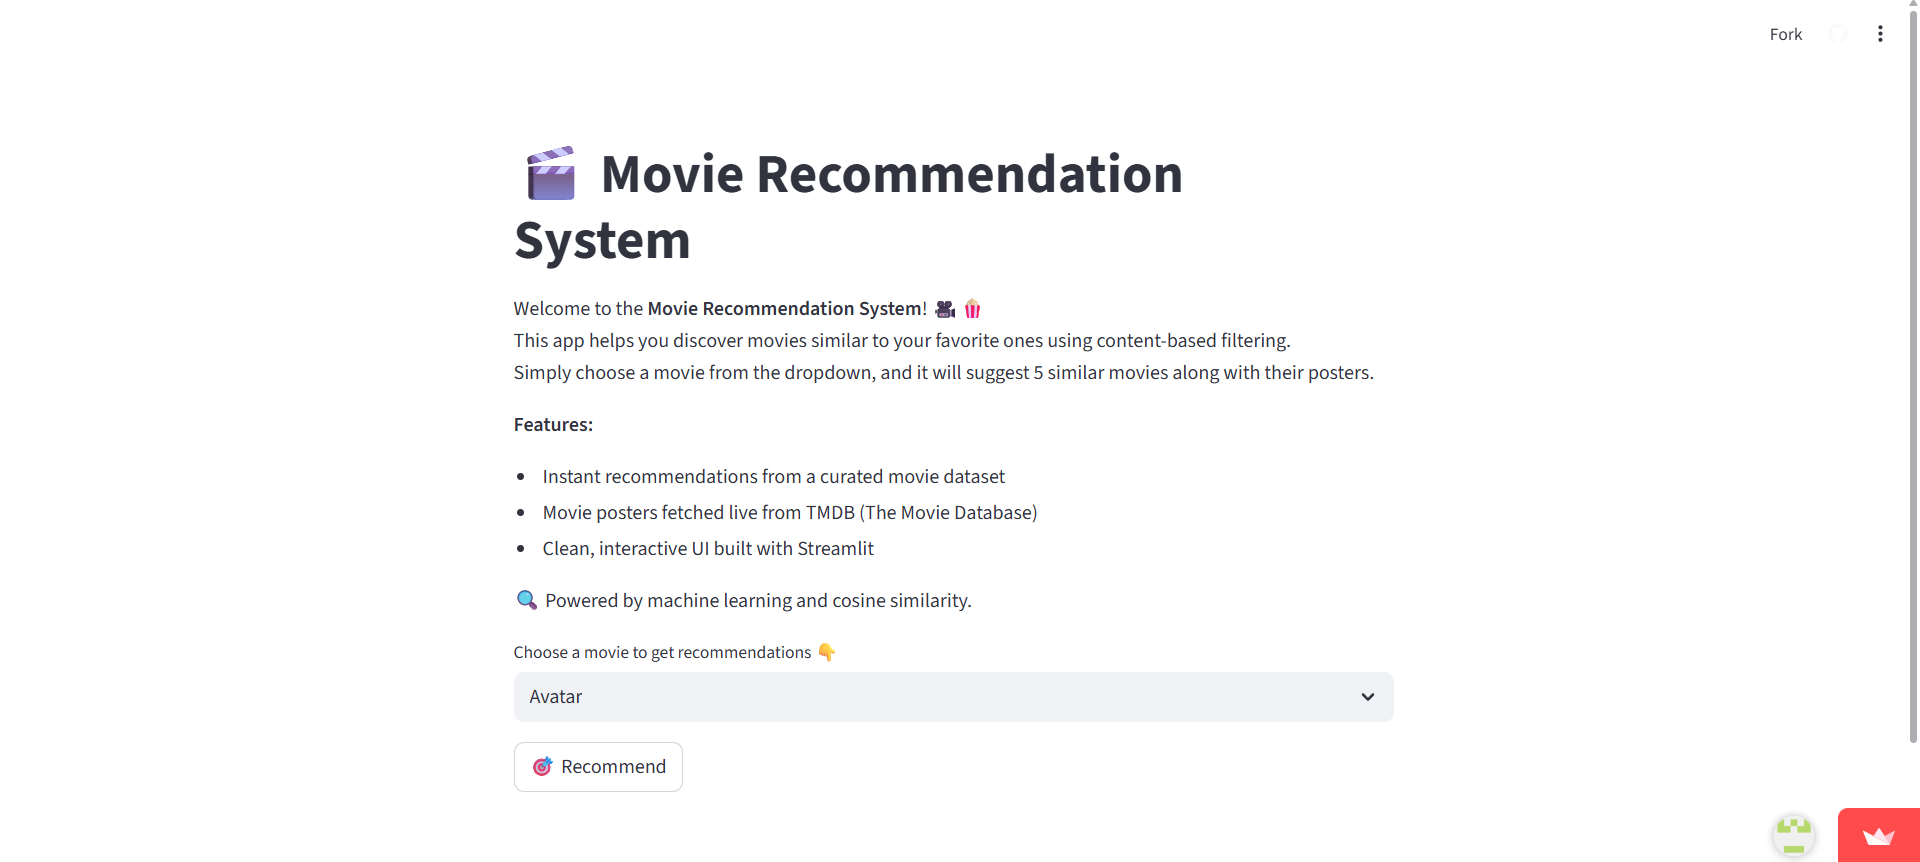 Fork
Movie Recommendation
System
Welcome to the Movie Recommendation System!
This app helps you discover movies similar to your favorite ones using content-based filtering.
Simply choose a movie from the dropdown, and it will suggest 5 similar movies along with their posters.
Features:
Instant recommendations from a curated movie dataset
Movie posters fetched live from TMDB (The Movie Database)
Clean, interactive UI built with Streamlit
Powered by machine learning and cosine similarity.
Choose a movie to get recommendations
Avatar
Recommend